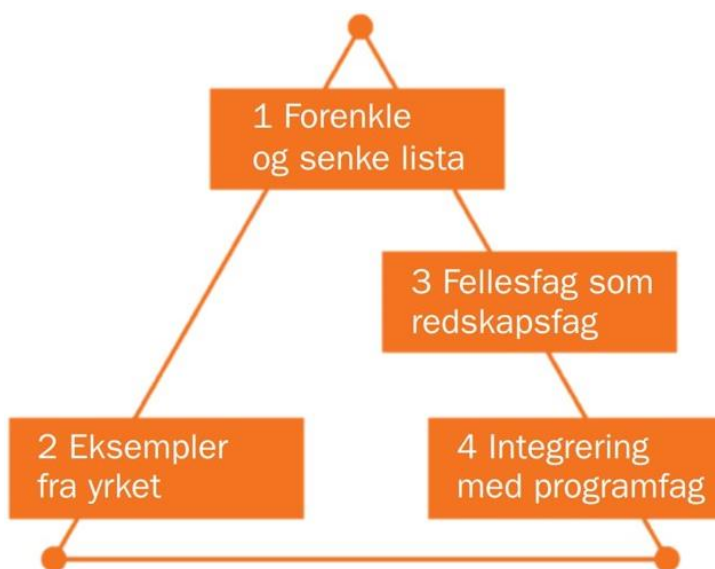 1 Forenkle
og senke lista
3 Fellesfag som
redskapsfag
2 Eksempler
fra yrket
4 Integrering
med programfag